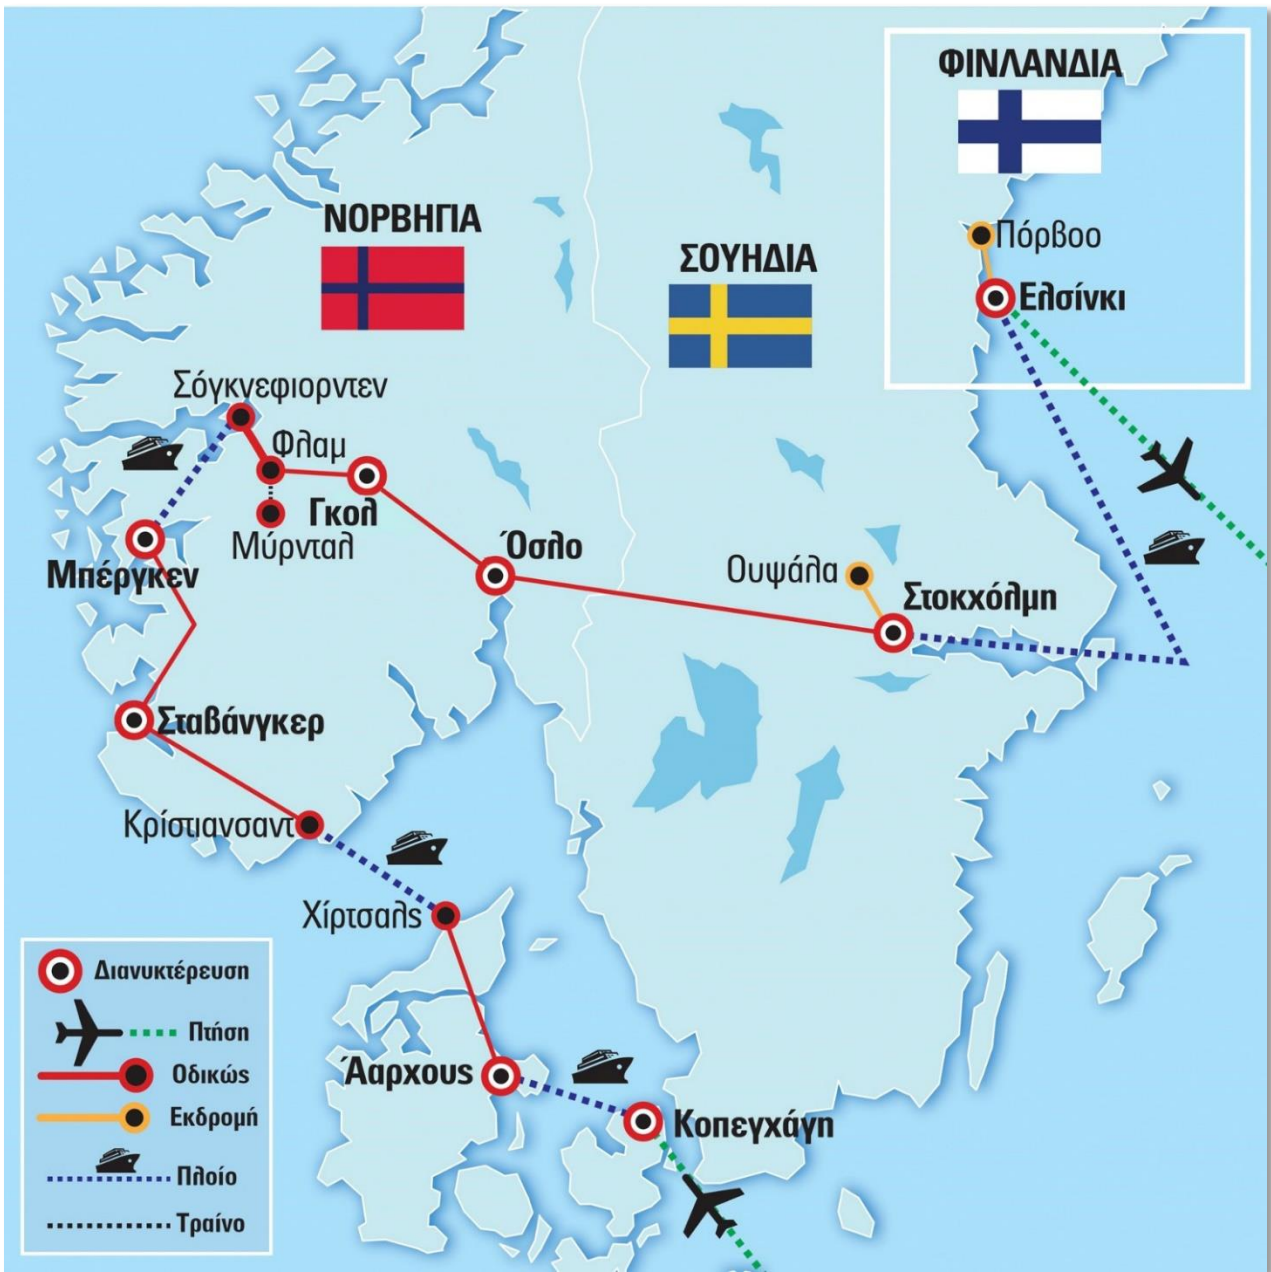 ΦΙΝΛΑΝΔΙΑ
ΝΟΡΒΗΓΙΑ
ΣΟΥΗΔΙΑ
Πόρβοο
Ελσίνκι
Σόγκνεφιορντεν
Φλαμ
Γκολ
Μύρνταλ
Όσλο
Μπέργκεν
Ουψάλα
Στοκχόλμη
Σταβάνγκερ
Κρίστιανσαντ
Χίρτσαλς
Άαρχους
Κοπεγχάγη
Διανυκτέρευση
Πτήση
Οδικώς
Εκδρομή
Πλοίο
Τραίνο